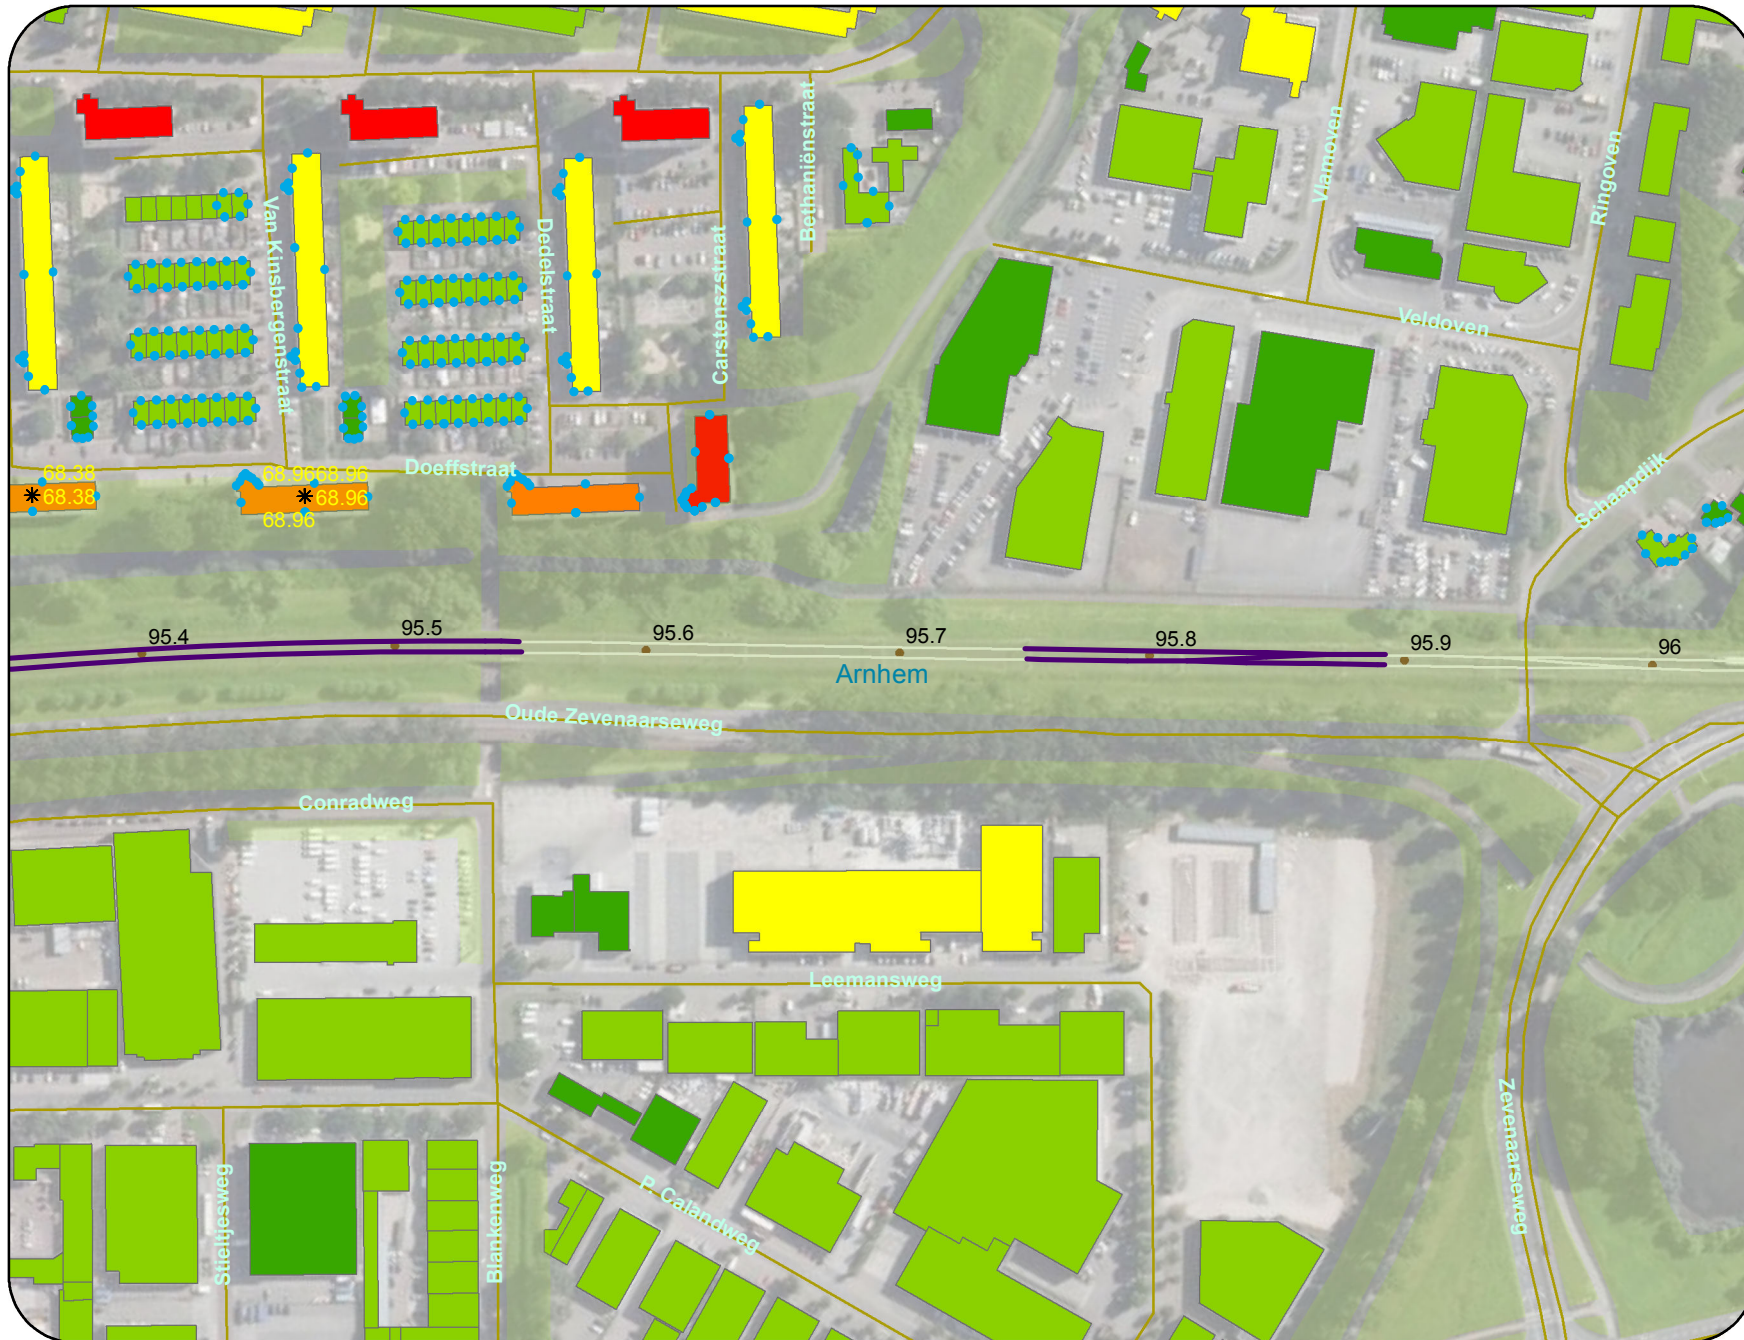 Bethaniënstraat
Vlamoven
Ringoven
Van Kinsbergenstraat
Dedelstraat
Carstenszstraat
Veldoven
Schaapdijk
Doeffstraat
68.38
68.38
68.96 68.96
68.96
68.96
95.4
95.5
95.6
95.7
95.8
95.9
96
Arnhem
Oude Zevenaarseweg
Conradweg
Leemansweg
Zevenaarseweg
Stieltjesweg
Blankenweg
P. Calandweg